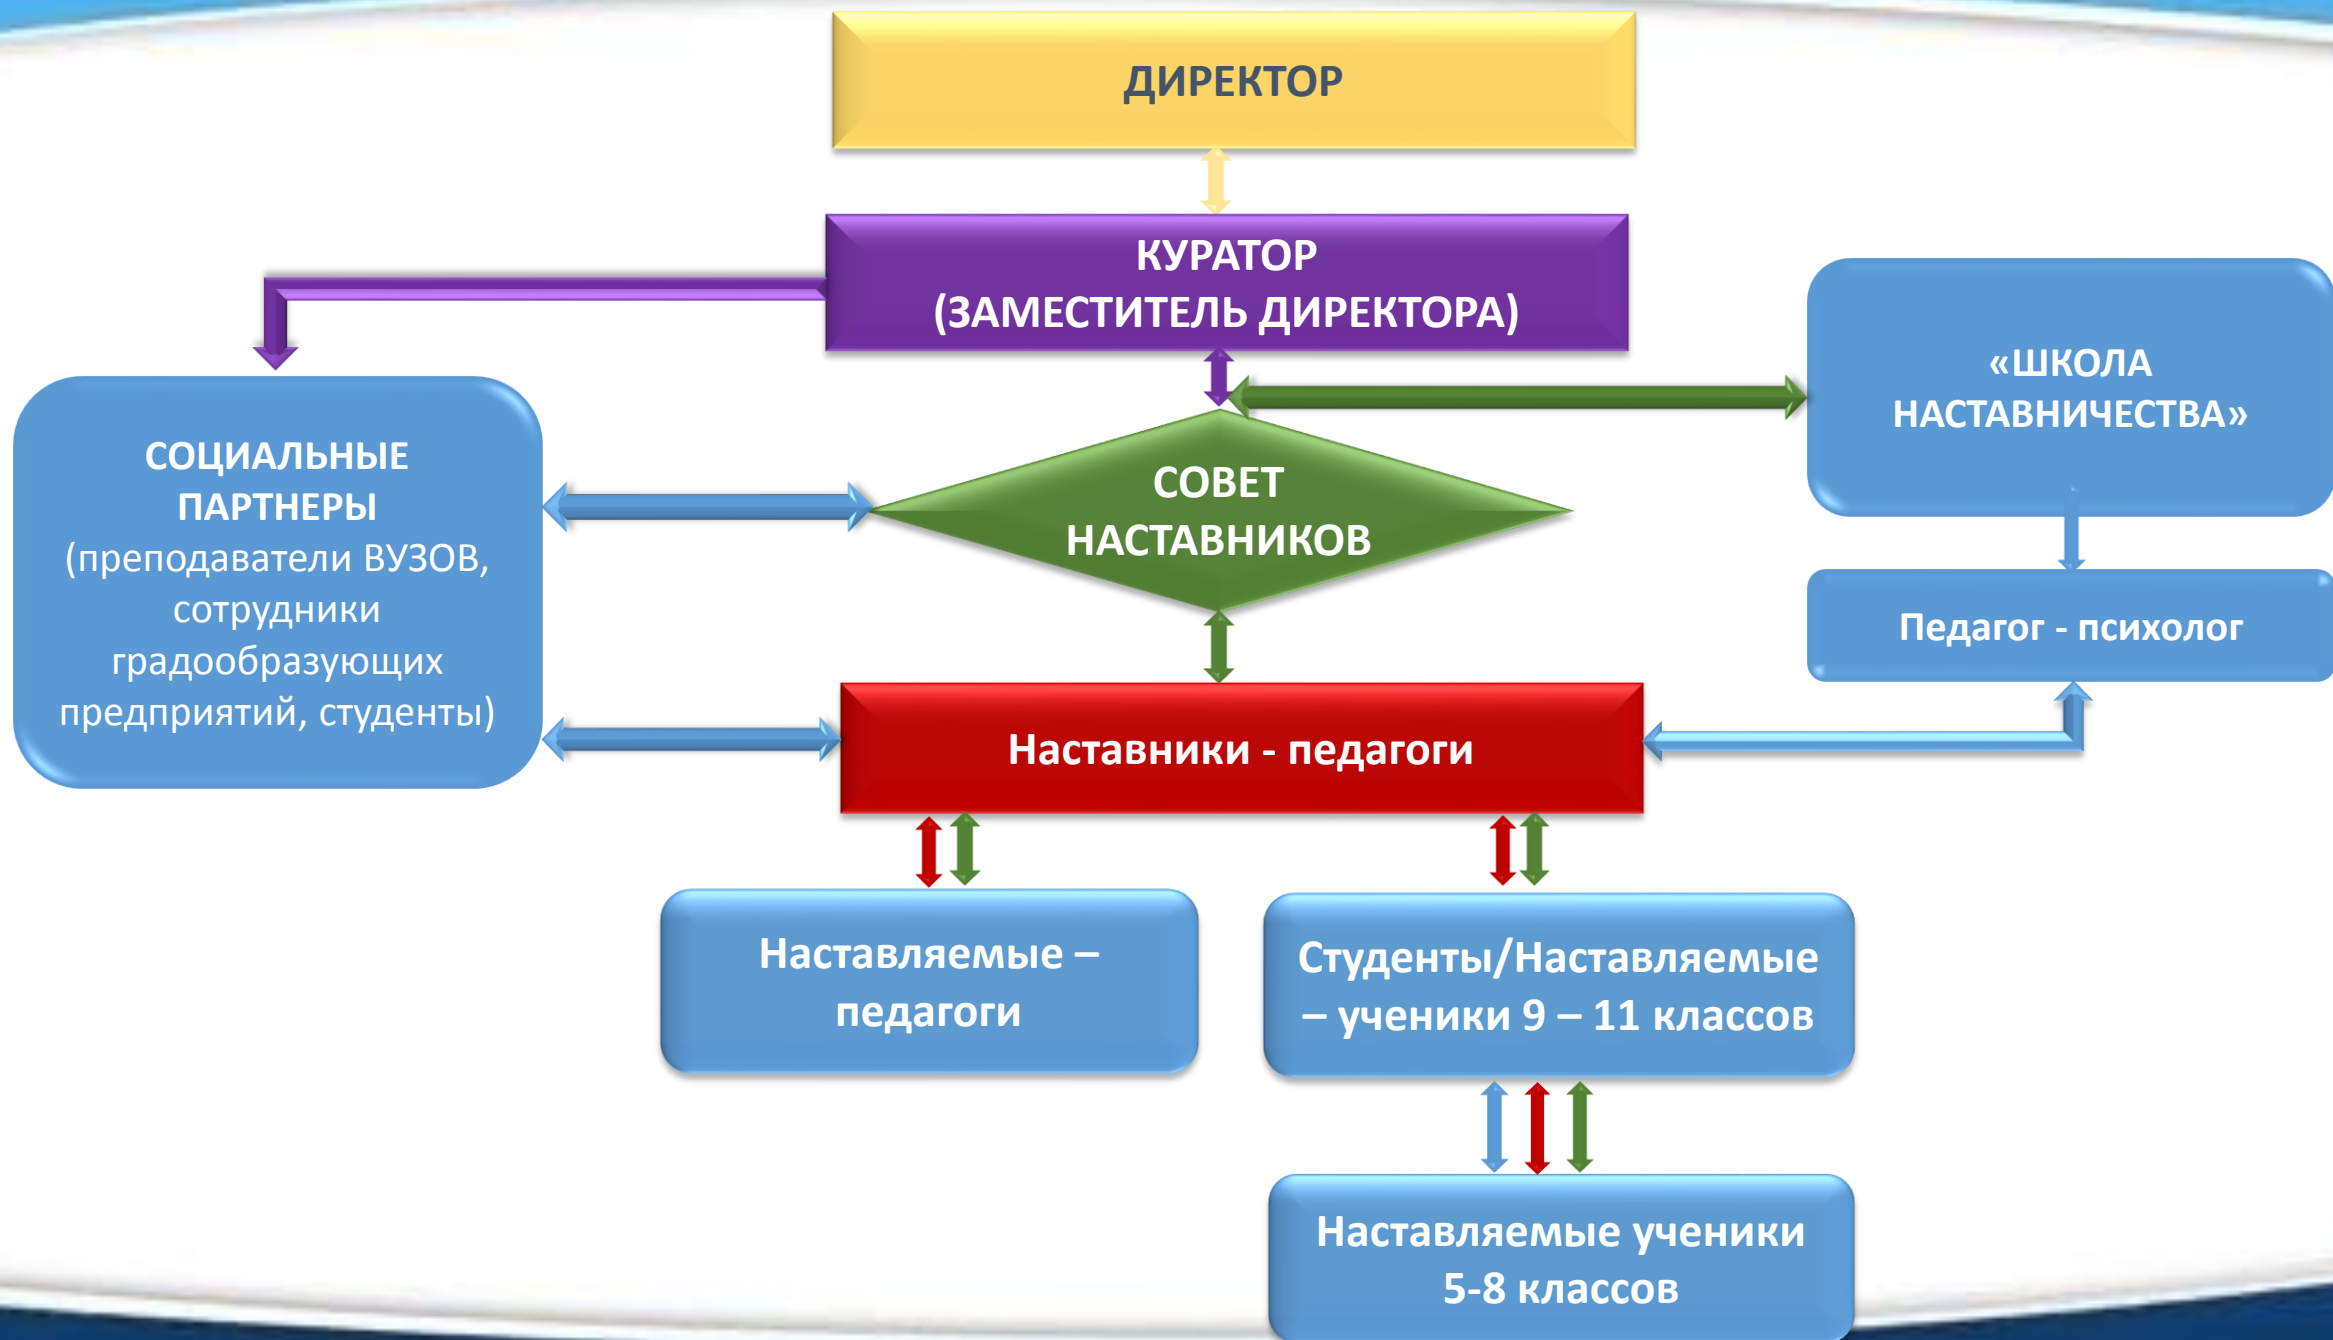 ДИРЕКТОР
КУРАТОР
(ЗАМЕСТИТЕЛЬ ДИРЕКТОРА)
«ШКОЛА
НАСТАВНИЧЕСТВА»
СОЦИАЛЬНЫЕ
ПАРТНЕРЫ
(преподаватели ВУЗОВ,
сотрудники
градообразующих
предприятий, студенты)
СОВЕТ
НАСТАВНИКОВ
Педагог - психолог
Наставники - педагоги
Наставляемые –
педагоги
Студенты/Наставляемые
– ученики 9 – 11 классов
Наставляемые ученики
5-8 классов